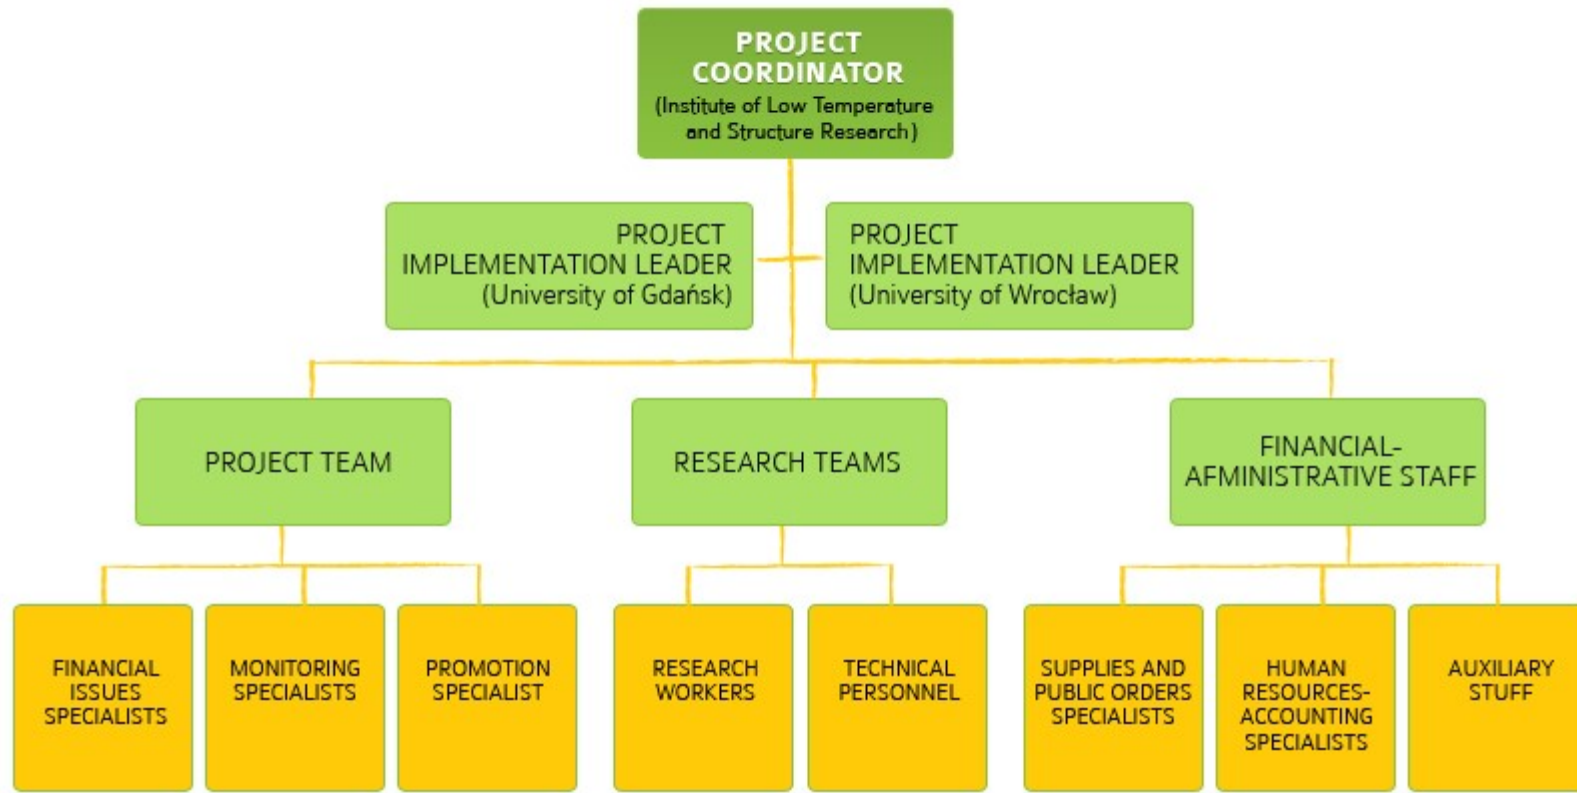 PROJECT
COORDINATOR
(Institute of Low Temperature
and Structure Research)
PROJECT
IMPLEMENTATION LEADER
(University of Gdańsk)
PROJECT
IMPLEMENTATION LEADER
(University of Wrocław)
PROJECT TEAM
RESEARCH TEAMS
FINANCIAL-
AFMINISTRATIVE STAFF
FINANCIAL
ISSUES
SPECIALISTS
MONITORING
SPECIALISTS
PROMOTION
SPECIALIST
RESEARCH
WORKERS
TECHNICAL
PERSONNEL
SUPPLIES AND
PUBLIC ORDERS
SPECIALISTS
HUMAN
RESOURCES-
ACCOUNTING
SPECIALISTS
AUXILIARY
STUFF